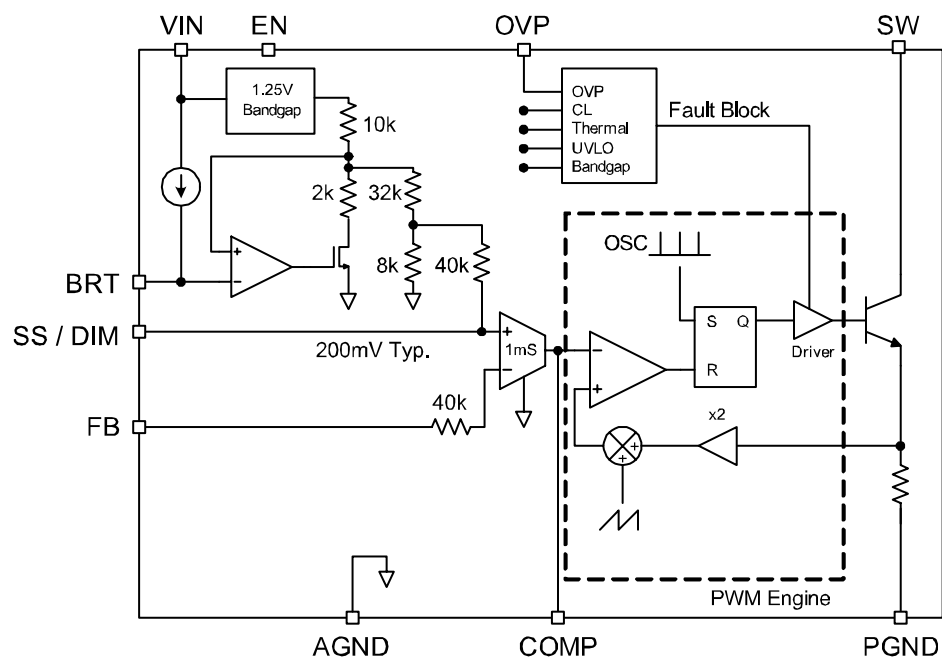 VIN
EN
OVP
SW
1.25V
Bandgap
10k
OVP
CL
Thermal
UVLO
Bandgap
Fault Block
2k
32k
+
−
8k
40k
OSC
BRT
SS / DIM
200mV Typ.
+
−
1mS
−
+
S
Q
R
Driver
FB
40k
x2
+
+
PWM Engine
AGND
COMP
PGND